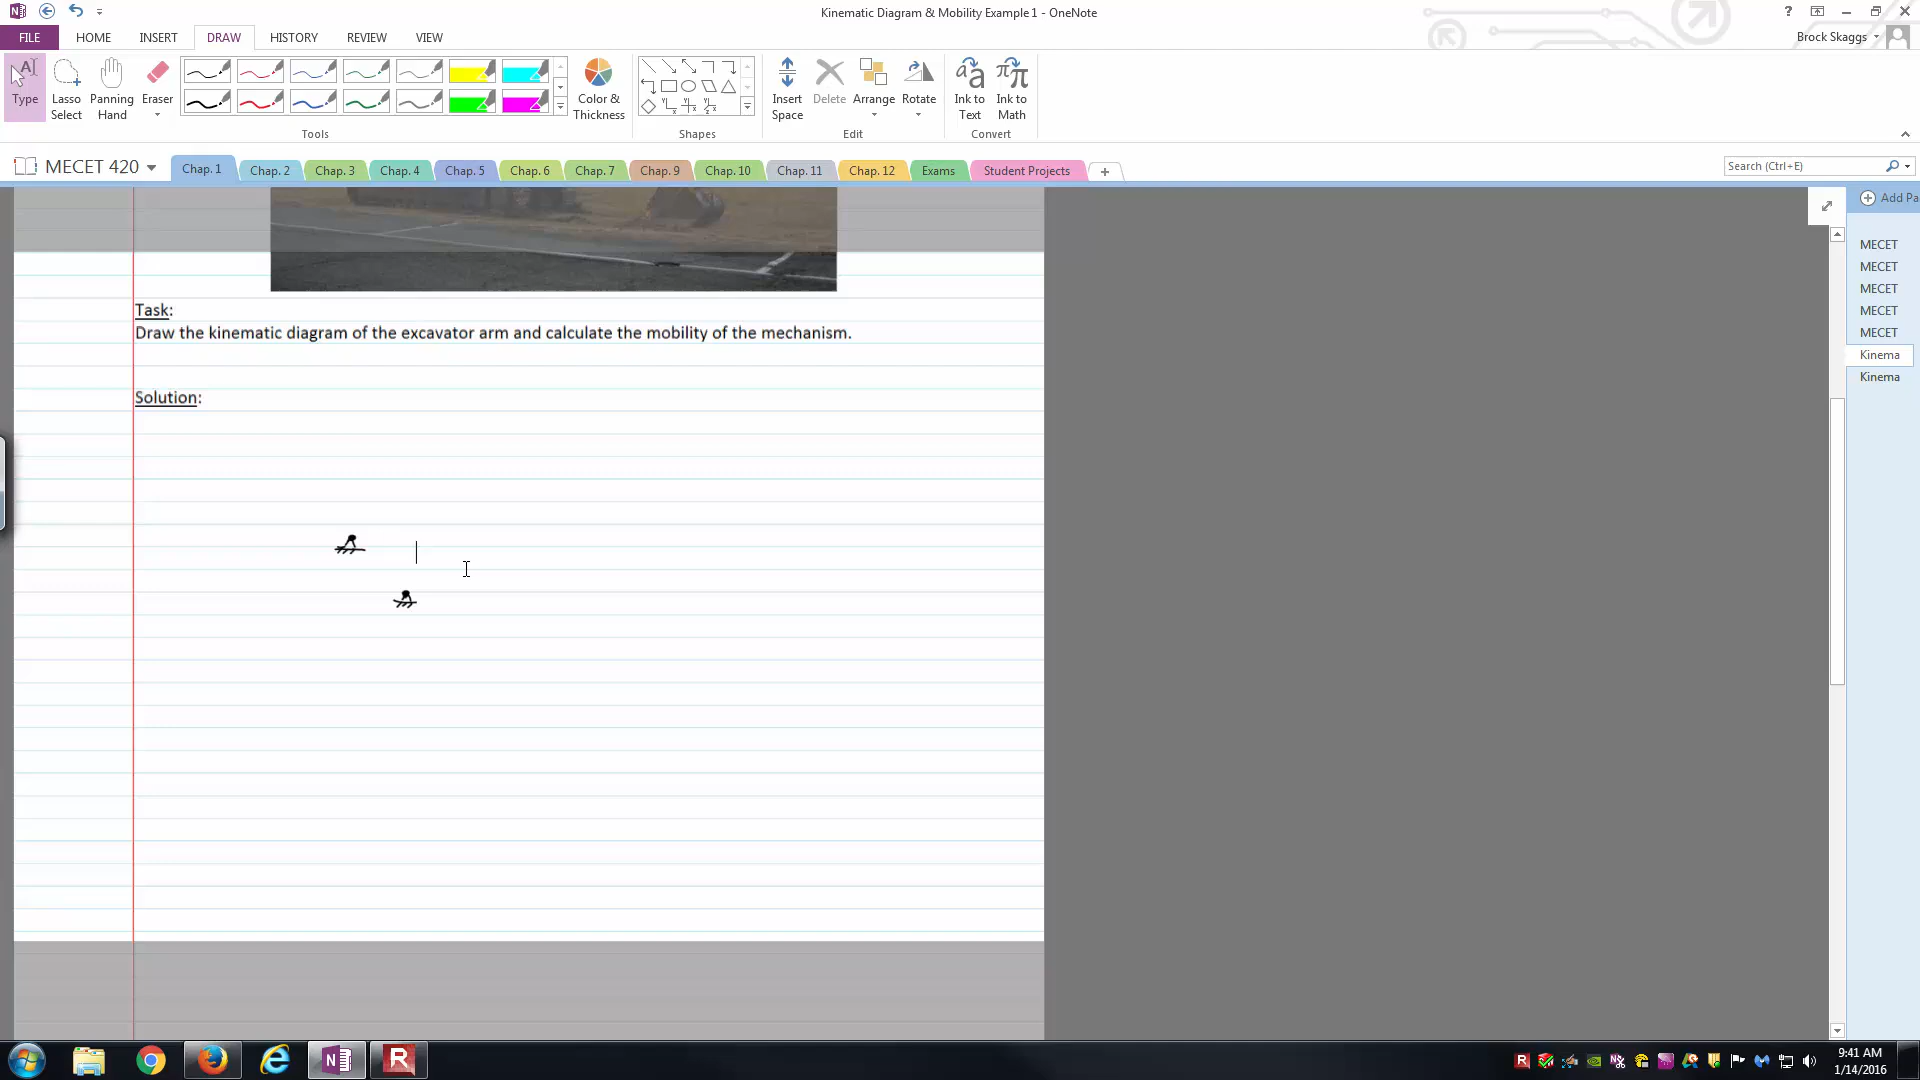 Kinematic Diagram & Mobility Example 1 - OneNote
?
FILE HOME INSERT DRAW HISTORY REVIEW VIEW
Brock Skaggs
Type
Lasso Select
Panning Hand
Eraser
Color & Thickness
Insert Space
Delete
Arrange
Rotate
Ink to Text
Ink to Math
Tools
Shapes
Edit
Convert
MECET 420
Chap. 1 Chap. 2 Chap. 3 Chap. 4 Chap. 5 Chap. 6 Chap. 7 Chap. 9 Chap. 10 Chap. 11 Chap. 12 Exams Student Projects
Search (Ctrl+E)
Add Pa
MECET
MECET
MECET
MECET
MECET
Kinema
Kinema
Task:
Draw the kinematic diagram of the excavator arm and calculate the mobility of the mechanism.
Solution:
9:41 AM
1/14/2016